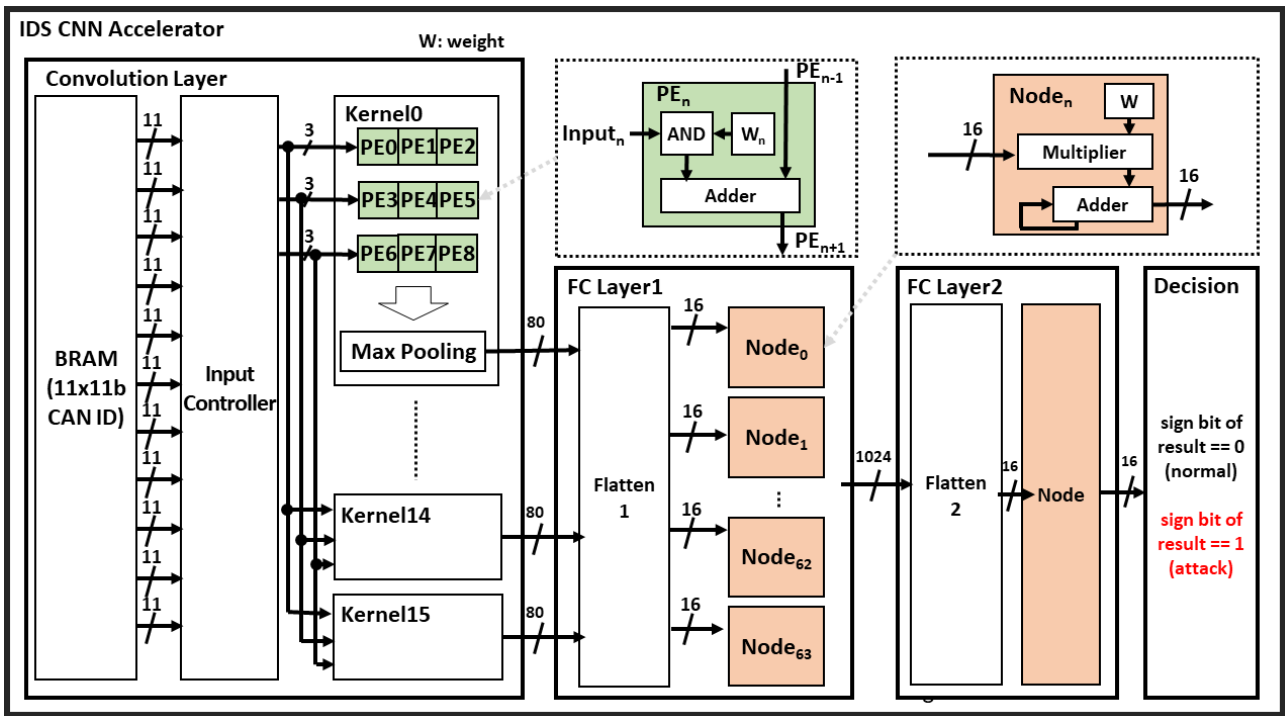 IDS CNN Accelerator
W: weight
Convolution Layer
BRAM
(11x11b
CAN ID)
11
11
11
11
11
11
11
11
11
11
11
Input
Controller
3
3
3
Kernel0
PE0 PE1 PE2
PE3 PE4 PE5
PE6 PE7 PE8
Max Pooling
Kernel14
Kernel15
80
80
80
PEn-1
PEn
Inputn
AND
Wn
Adder
PEn+1
Noden
W
16
Multiplier
Adder
16
FC Layer1
Flatten
1
16
16
16
16
Node0
Node1
Node62
Node63
1024
FC Layer2
Flatten
2
16
Node
16
Decision
sign bit of
result == 0
(normal)
sign bit of
result == 1
(attack)